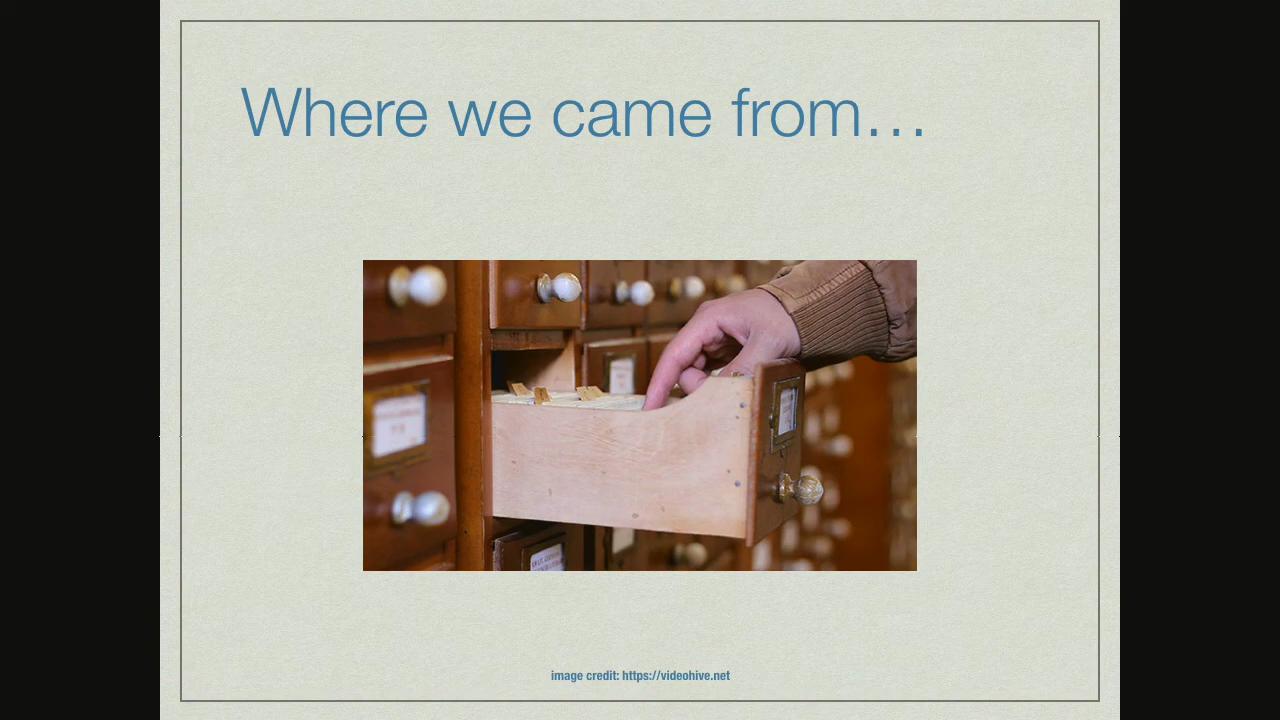 Where we came from…
image credit: https://videohive.net